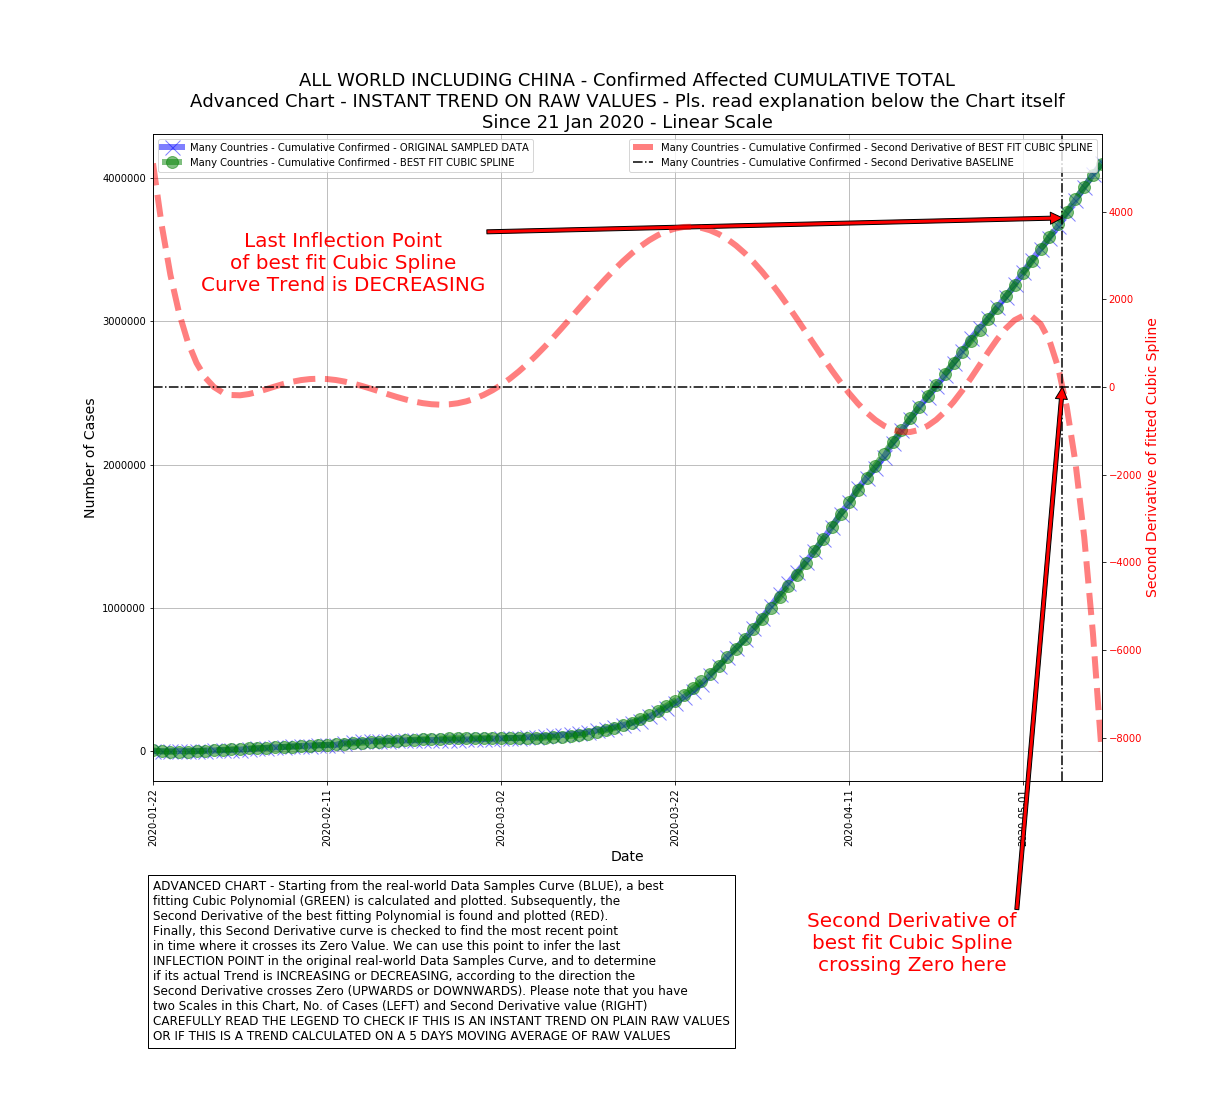 ALL WORLD INCLUDING CHINA - Confirmed Affected CUMULATIVE TOTAL
Advanced Chart - INSTANT TREND ON RAW VALUES - Pls. read explanation below the Chart itself
Since 21 Jan 2020 - Linear Scale
Many Countries - Cumulative Confirmed - ORIGINAL SAMPLED DATA
Many Countries - Cumulative Confirmed - BEST FIT CUBIC SPLINE
Many Countries - Cumulative Confirmed - Second Derivative of BEST FIT CUBIC SPLINE
Many Countries - Cumulative Confirmed - Second Derivative BASELINE
Last Inflection Point
of best fit Cubic Spline
Curve Trend is DECREASING
Number of Cases
4000000
3000000
2000000
1000000
0
4000
2000
0
−2000
−4000
−6000
−8000
Second Derivative of fitted Cubic Spline
2020-01-22
2020-02-11
2020-03-02
2020-03-22
2020-04-11
2020-05-01
Date
ADVANCED CHART - Starting from the real-world Data Samples Curve (BLUE), a best
fitting Cubic Polynomial (GREEN) is calculated and plotted. Subsequently, the
Second Derivative of the best fitting Polynomial is found and plotted (RED).
Finally, this Second Derivative curve is checked to find the most recent point
in time where it crosses its Zero Value. We can use this point to infer the last
INFLECTION POINT in the original real-world Data Samples Curve, and to determine
if its actual Trend is INCREASING or DECREASING, according to the direction the
Second Derivative crosses Zero (UPWARDS or DOWNWARDS). Please note that you have
two Scales in this Chart, No. of Cases (LEFT) and Second Derivative value (RIGHT)
CAREFULLY READ THE LEGEND TO CHECK IF THIS IS AN INSTANT TREND ON PLAIN RAW VALUES
OR IF THIS IS A TREND CALCULATED ON A 5 DAYS MOVING AVERAGE OF RAW VALUES
Second Derivative of
best fit Cubic Spline
crossing Zero here